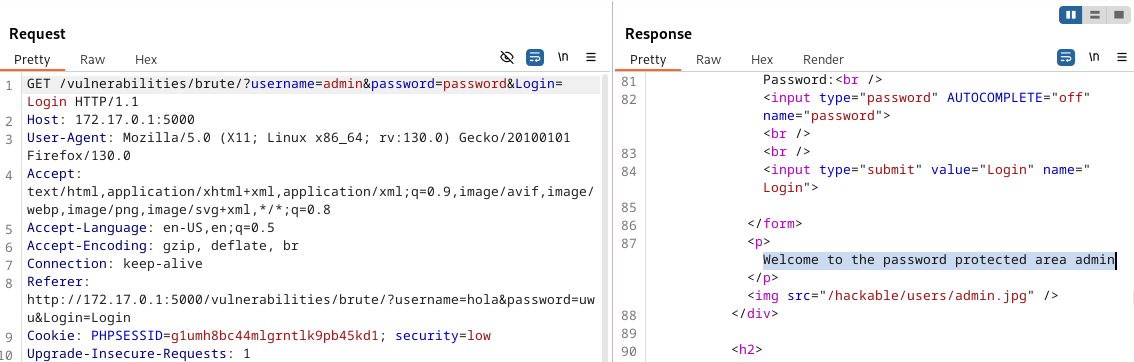 Request
Pretty Raw Hex \n
1 GET /vulnerabilities/brute/?username=admin&password=password&Login=
Login HTTP/1.1
2 Host: 172.17.0.1:5000
3 User-Agent: Mozilla/5.0 (X11; Linux x86_64; rv:130.0) Gecko/20100101
Firefox/130.0
4 Accept:
text/html,application/xhtml+xml,application/xml;q=0.9,image/avif,image/
webp,image/png,image/svg+xml,*/*;q=0.8
5 Accept-Language: en-US,en;q=0.5
6 Accept-Encoding: gzip, deflate, br
7 Connection: keep-alive
8 Referer:
http://172.17.0.1:5000/vulnerabilities/brute/?username=hola&password=uw
u&Login=Login
9 Cookie: PHPSESSID=g1umh8bc44mlgrntlk9pb45kd1; security=low
10 Upgrade-Insecure-Requests: 1
Response
Pretty Raw Hex Render \n
81 Password:<br />
82 <input type="password" AUTOCOMPLETE="off"
name="password">
<br />
83 <br />
84 <input type="submit" value="Login" name="
Login">
85
86 </form>
87 <p>
Welcome to the password protected area admin
</p>
<img src="/hackable/users/admin.jpg" />
88 </div>
89
90 <h2>